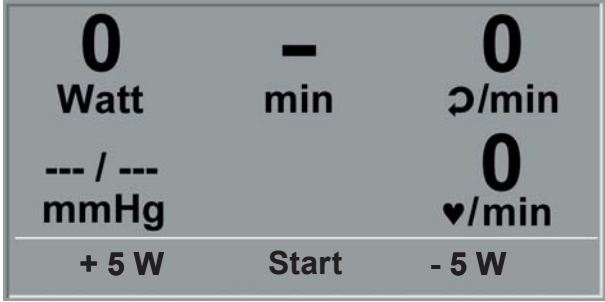 0 – 0
Watt min ⟲/min
--- / --- 0
mmHg ♥/min
+ 5 W Start - 5 W